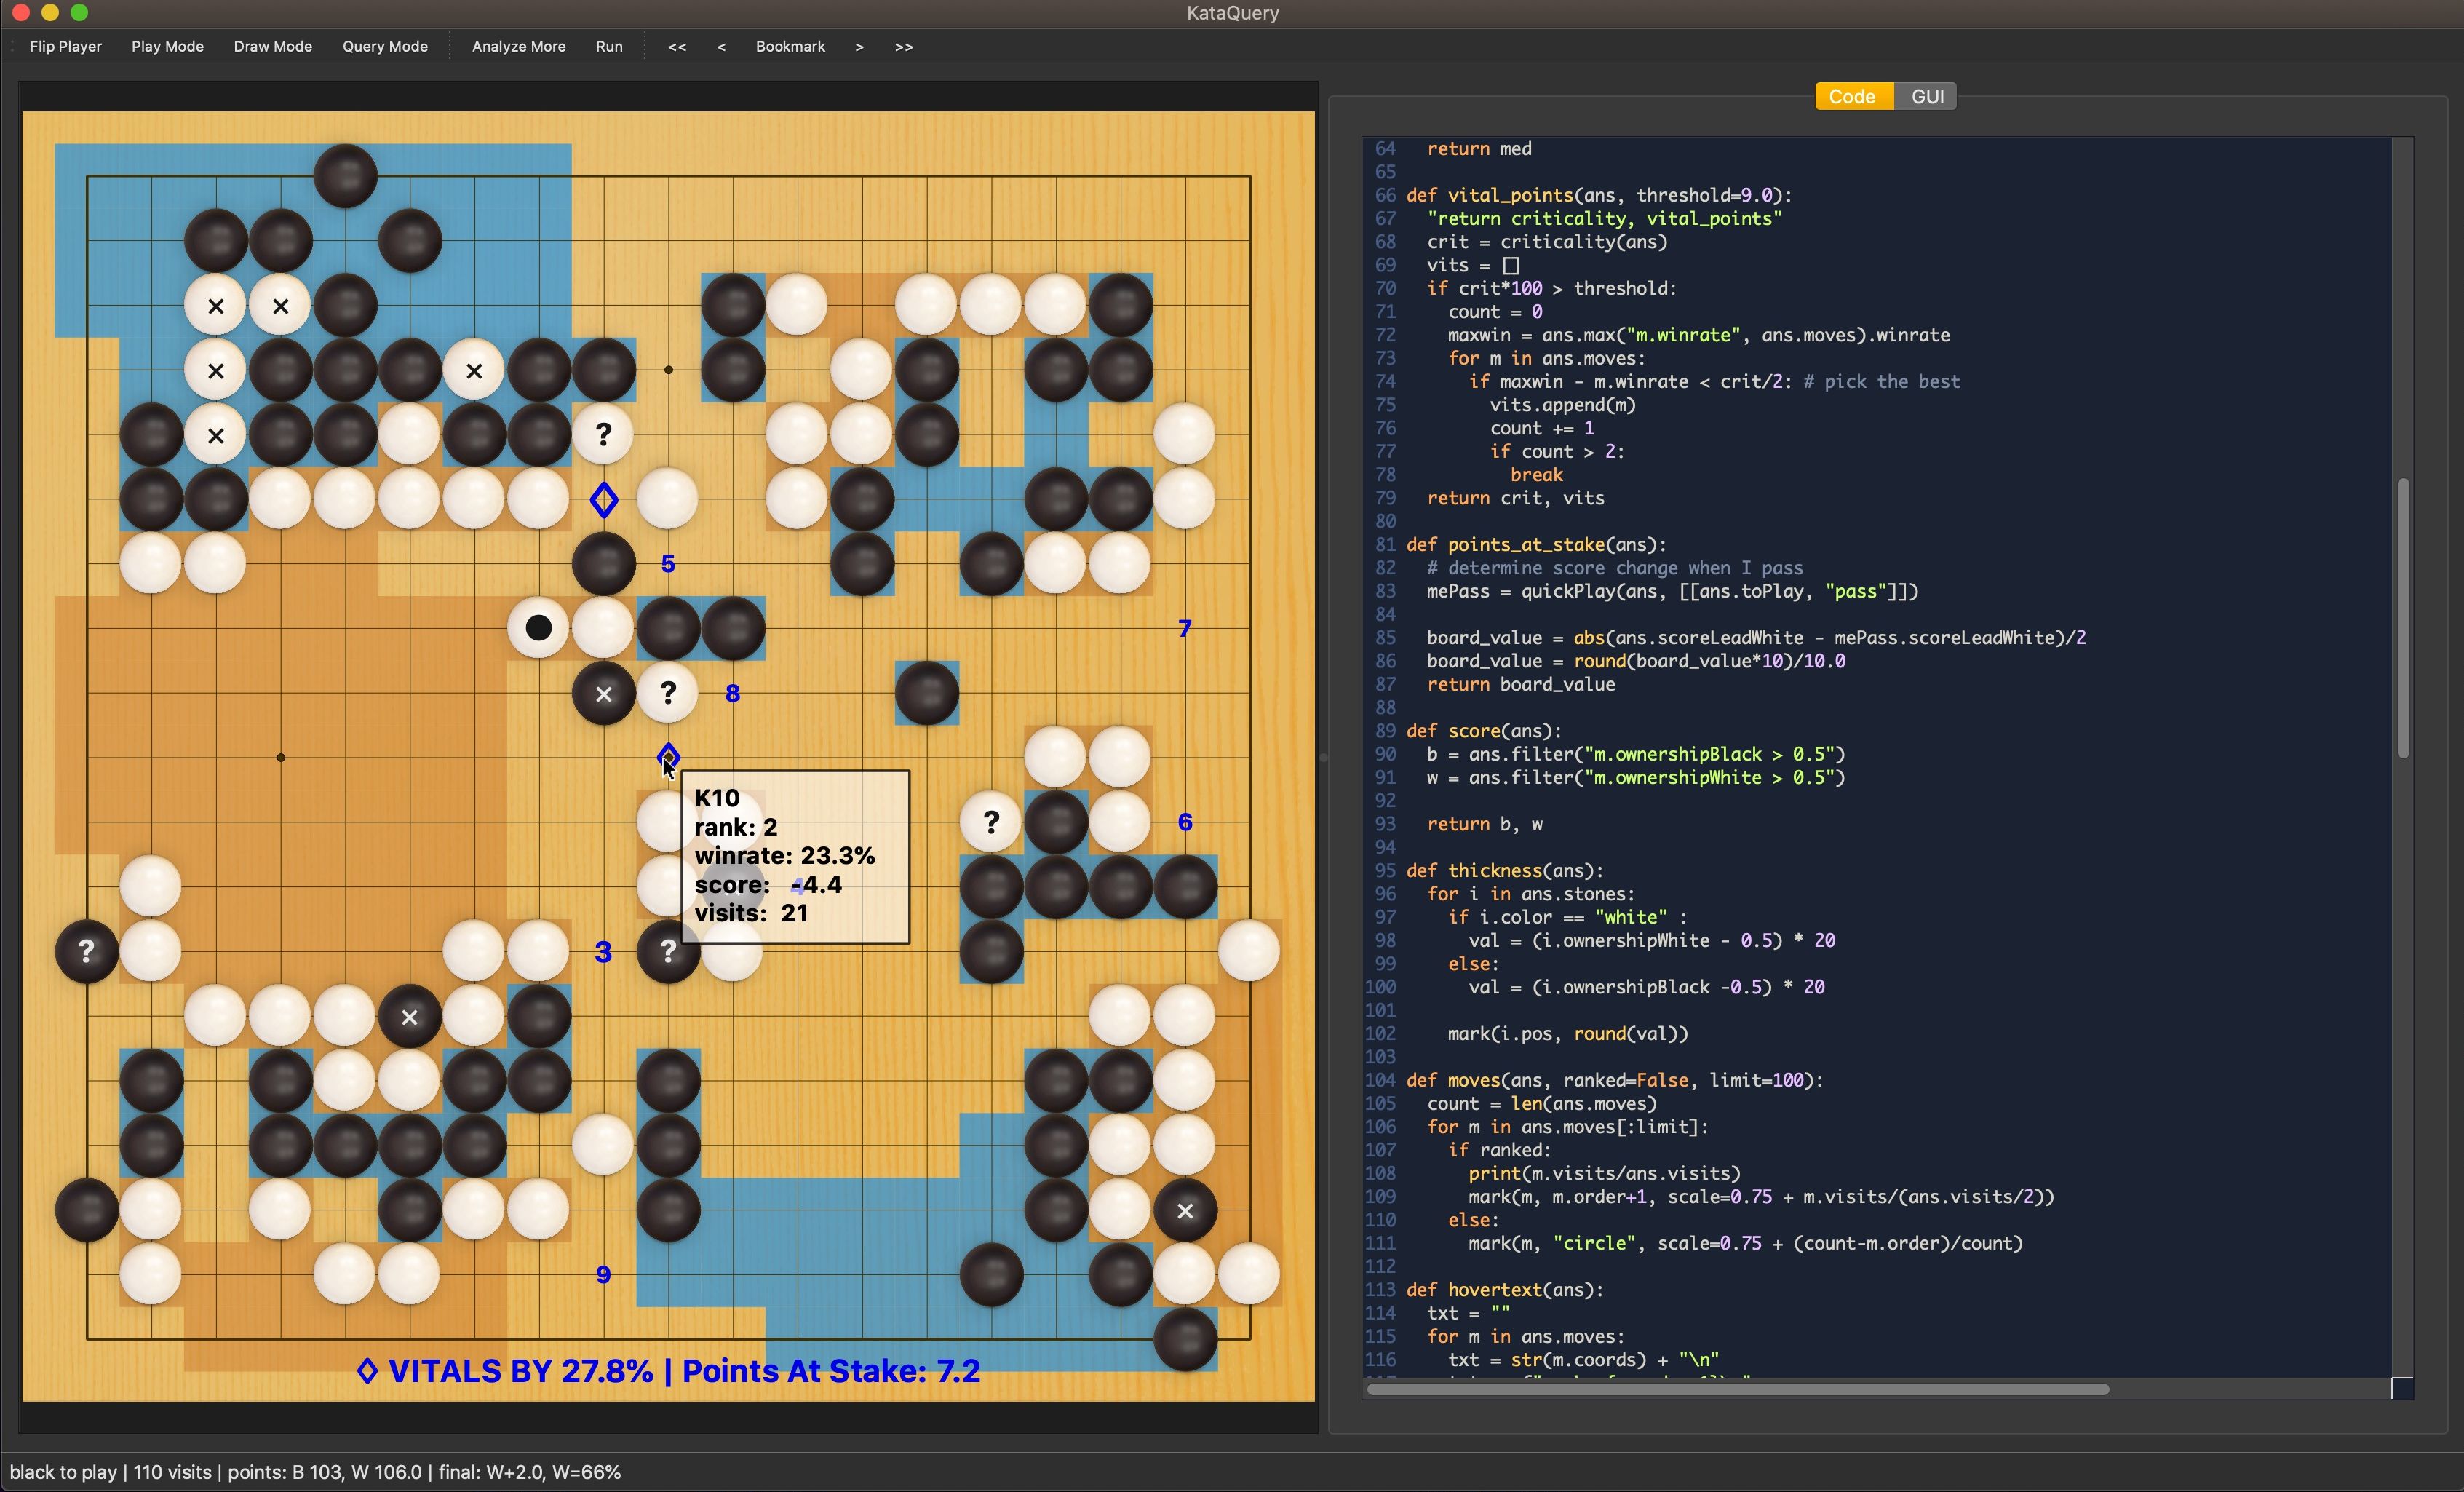 KataQuery
Flip Player Play Mode Draw Mode Query Mode Analyze More Run << < Bookmark > >>
Code GUI
× ×
× ×
× ?
?
5
7
× ? 8
K10
rank: 2
winrate: 23.3%
score: -4.4
visits: 21
? 6
4
? 3 ?
×
×
9
◊ VITALS BY 27.8% | Points At Stake: 7.2
64 return med
65
66 def vital_points(ans, threshold=9.0):
67 "return criticality, vital_points"
68 crit = criticality(ans)
69 vits = []
70 if crit*100 > threshold:
71 count = 0
72 maxwin = ans.max("m.winrate", ans.moves).winrate
73 for m in ans.moves:
74 if maxwin - m.winrate < crit/2: # pick the best
75 vits.append(m)
76 count += 1
77 if count > 2:
78 break
79 return crit, vits
80
81 def points_at_stake(ans):
82 # determine score change when I pass
83 mePass = quickPlay(ans, [[ans.toPlay, "pass"]])
84
85 board_value = abs(ans.scoreLeadWhite - mePass.scoreLeadWhite)/2
86 board_value = round(board_value*10)/10.0
87 return board_value
88
89 def score(ans):
90 b = ans.filter("m.ownershipBlack > 0.5")
91 w = ans.filter("m.ownershipWhite > 0.5")
92
93 return b, w
94
95 def thickness(ans):
96 for i in ans.stones:
97 if i.color == "white" :
98 val = (i.ownershipWhite - 0.5) * 20
99 else:
100 val = (i.ownershipBlack -0.5) * 20
101
102 mark(i.pos, round(val))
103
104 def moves(ans, ranked=False, limit=100):
105 count = len(ans.moves)
106 for m in ans.moves[:limit]:
107 if ranked:
108 print(m.visits/ans.visits)
109 mark(m, m.order+1, scale=0.75 + m.visits/(ans.visits/2))
110 else:
111 mark(m, "circle", scale=0.75 + (count-m.order)/count)
112
113 def hovertext(ans):
114 txt = ""
115 for m in ans.moves:
116 txt = str(m.coords) + "\n"
black to play | 110 visits | points: B 103, W 106.0 | final: W+2.0, W=66%